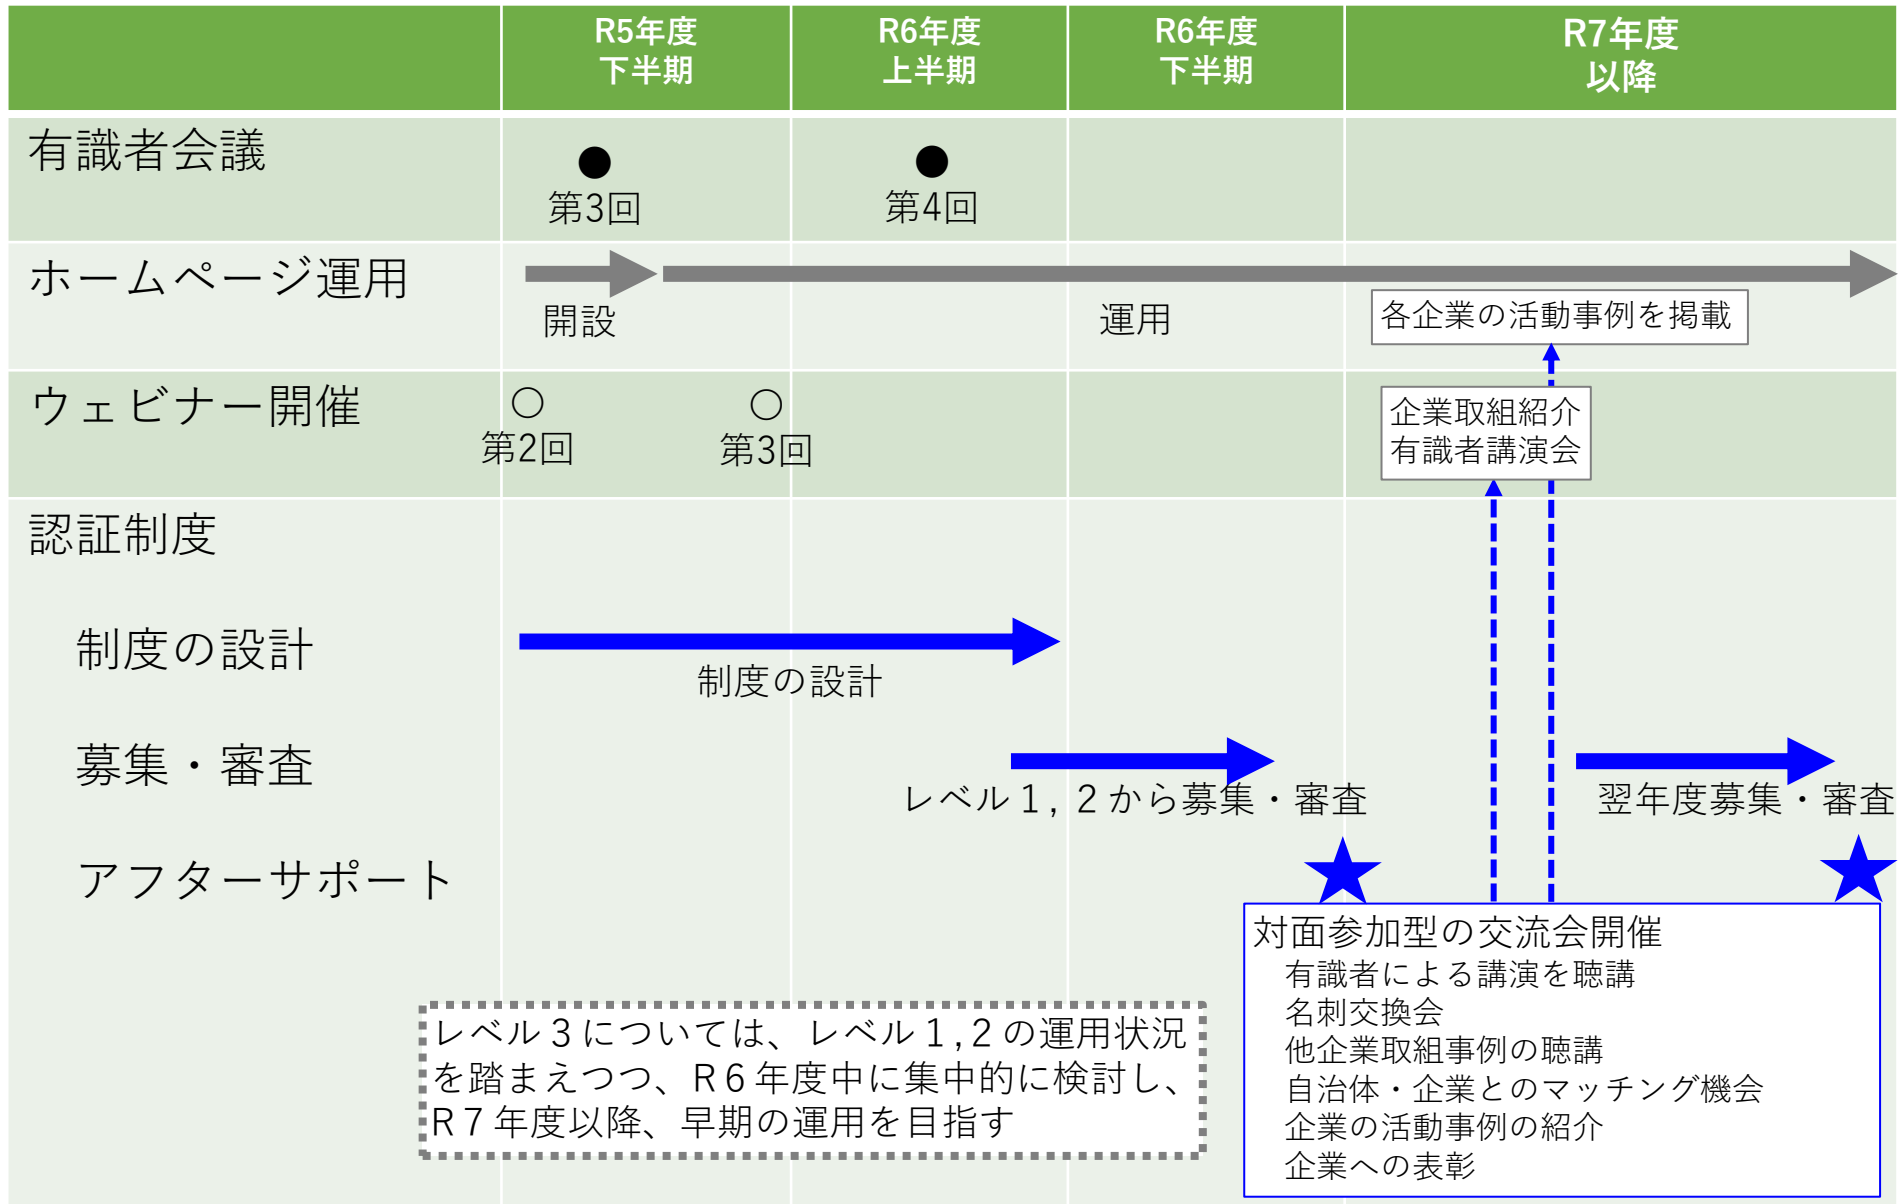 R5年度
下半期
R6年度
上半期
R6年度
下半期
R7年度
以降
有識者会議
第3回
第4回
ホームページ運用
開設
運用
各企業の活動事例を掲載
ウェビナー開催
第2回
第3回
企業取組紹介
有識者講演会
認証制度
制度の設計
制度の設計
募集・審査
レベル１,２から募集・審査
翌年度募集・審査
アフターサポート
対面参加型の交流会開催
有識者による講演を聴講
名刺交換会
他企業取組事例の聴講
自治体・企業とのマッチング機会
企業の活動事例の紹介
企業への表彰
レベル３については、レベル１,２の運用状況
を踏まえつつ、R６年度中に集中的に検討し、
R７年度以降、早期の運用を目指す